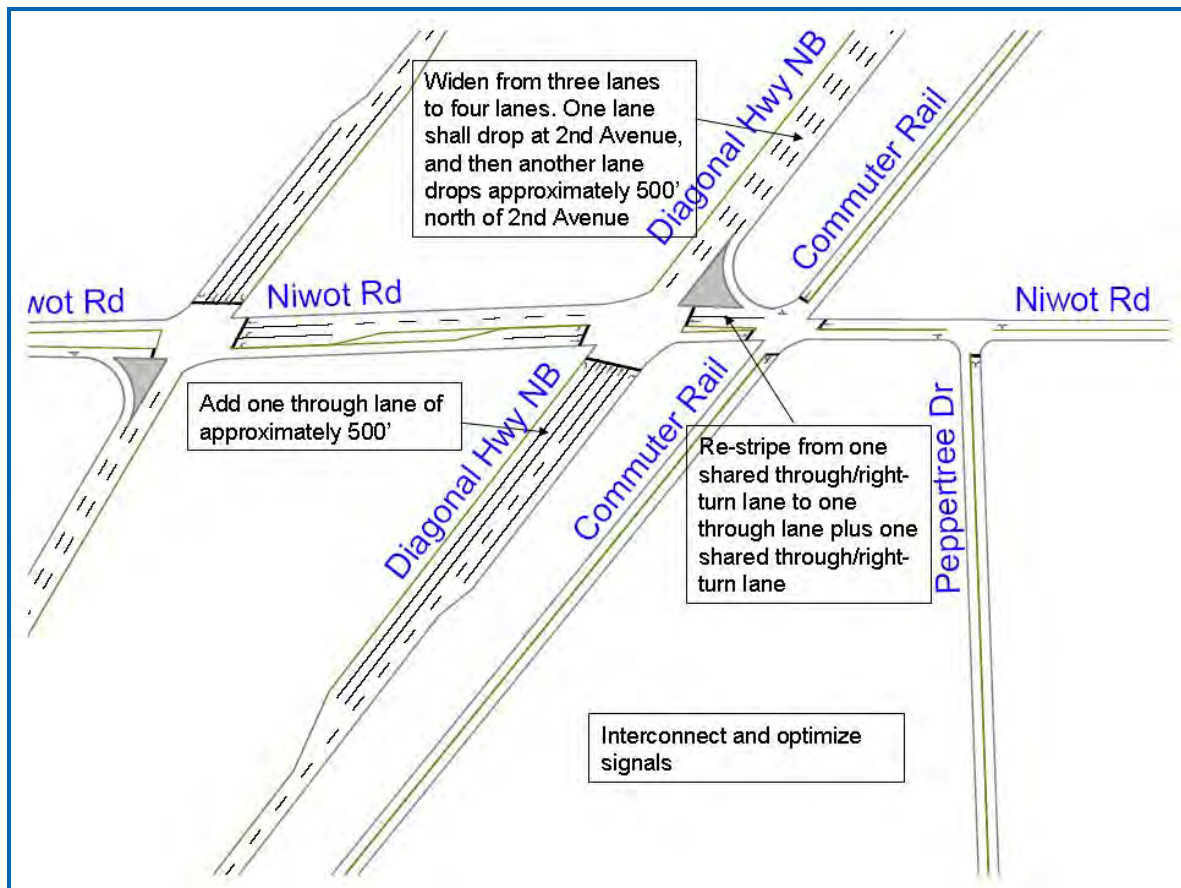 Widen from three lanes
to four lanes. One lane
shall drop at 2nd Avenue,
and then another lane
drops approximately 500'
north of 2nd Avenue
Diagonal Hwy NB
Commuter Rail
wot Rd
Niwot Rd
Niwot Rd
Add one through lane of
approximately 500'
Diagonal Hwy NB
Commuter Rail
Re-stripe from one
shared through/right-
turn lane to one
through lane plus one
shared through/right-
turn lane
Peppertree Dr
Interconnect and optimize
signals